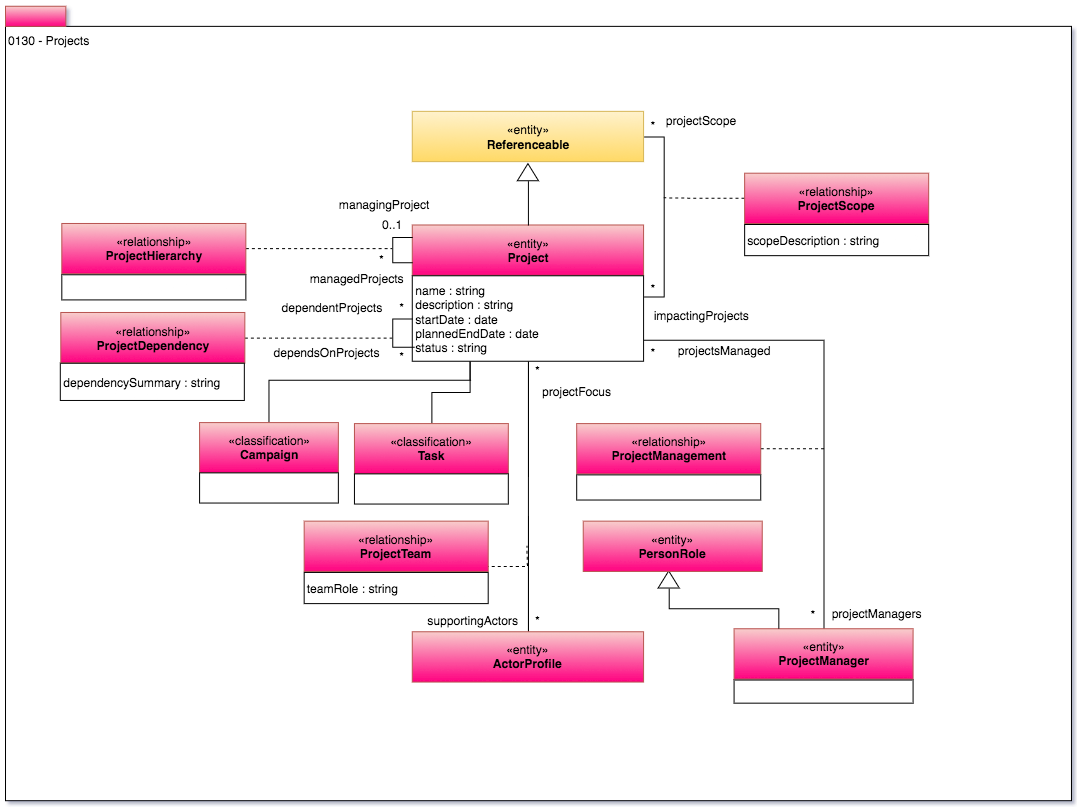 0130 - Projects
«entity»
Referenceable
*
projectScope
«relationship»
ProjectScope
scopeDescription : string
managingProject
0..1
«relationship»
ProjectHierarchy
*
managedProjects
«entity»
Project
name : string
description : string
startDate : date
plannedEndDate : date
status : string
*
impactingProjects
dependentProjects
*
«relationship»
ProjectDependency
dependencySummary : string
dependsOnProjects
*
*
projectsManaged
*
projectFocus
«classification»
Campaign
«classification»
Task
«relationship»
ProjectManagement
«relationship»
ProjectTeam
teamRole : string
«entity»
PersonRole
supportingActors
*
*
projectManagers
«entity»
ActorProfile
«entity»
ProjectManager